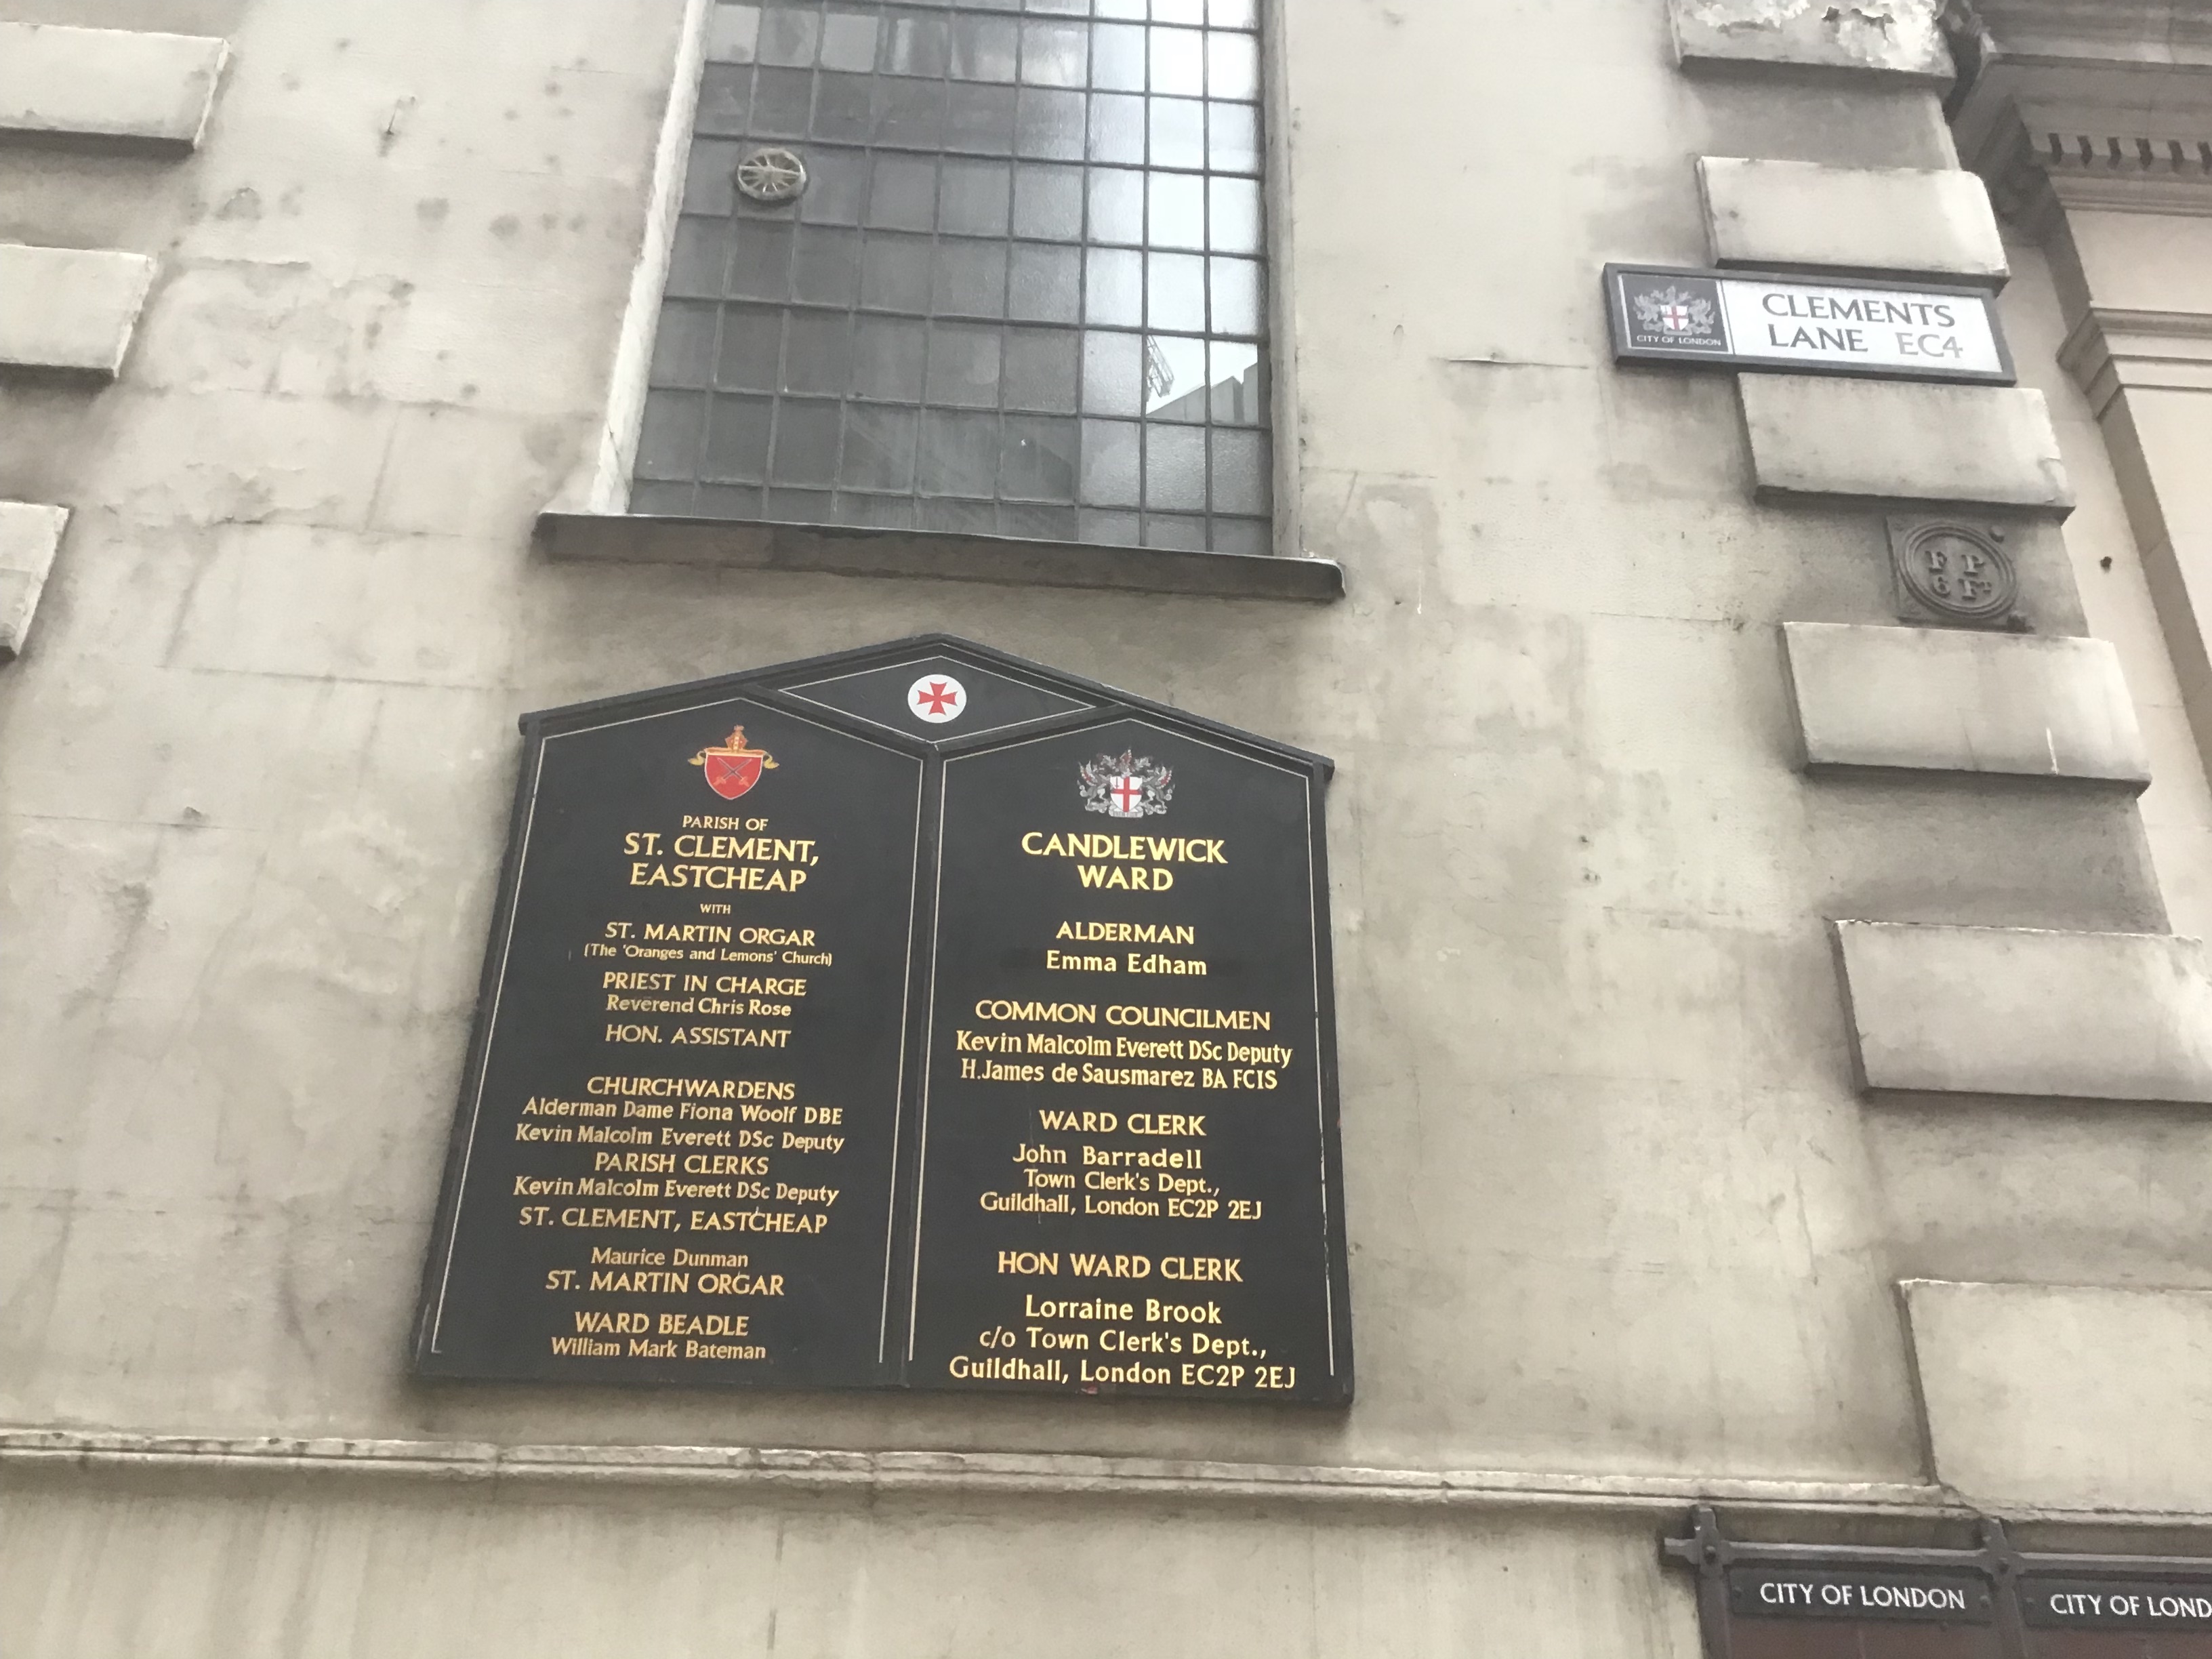 CLEMENTS
LANE EC4
CITY OF LONDON
F P
6 Ft
PARISH OF
ST. CLEMENT,
EASTCHEAP
WITH
ST. MARTIN ORGAR
(The 'Oranges and Lemons' Church)
PRIEST IN CHARGE
Reverend Chris Rose
HON. ASSISTANT
CHURCHWARDENS
Alderman Dame Fiona Woolf DBE
Kevin Malcolm Everett DSc Deputy
PARISH CLERKS
Kevin Malcolm Everett DSc Deputy
ST. CLEMENT, EASTCHEAP
Maurice Dunman
ST. MARTIN ORGAR
WARD BEADLE
William Mark Bateman
CANDLEWICK
WARD
ALDERMAN
Emma Edham
COMMON COUNCILMEN
Kevin Malcolm Everett DSc Deputy
H.James de Sausmarez BA FCIS
WARD CLERK
John Barradell
Town Clerk's Dept.,
Guildhall, London EC2P 2EJ
HON WARD CLERK
Lorraine Brook
c/o Town Clerk's Dept.,
Guildhall, London EC2P 2EJ
CITY OF LONDON
CITY OF LOND